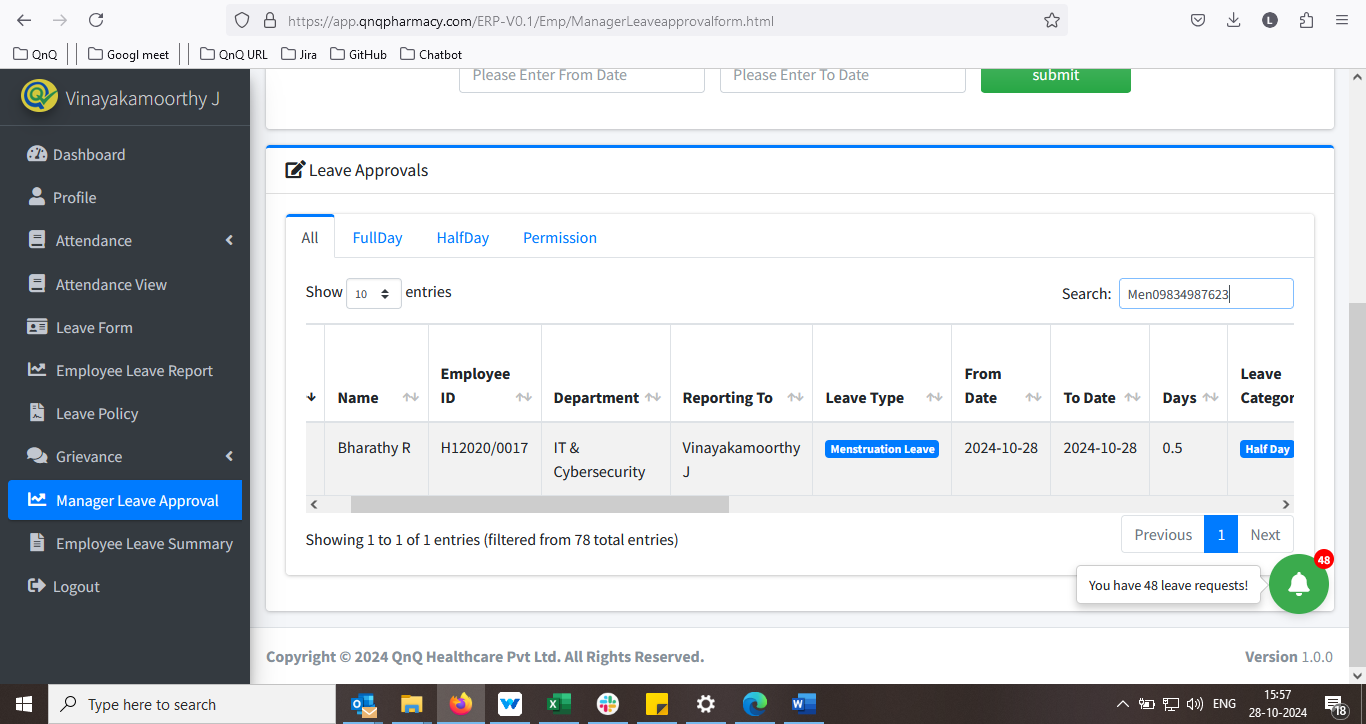 https://app.qnqpharmacy.com/ERP-V0.1/Emp/ManagerLeaveapprovalform.html
L
QnQ
Googl meet
QnQ URL
Jira
GitHub
Chatbot
Vinayakamoorthy J
Dashboard
Profile
Attendance
Attendance View
Leave Form
Employee Leave Report
Leave Policy
Grievance
Manager Leave Approval
Employee Leave Summary
Logout
Please Enter From Date
Please Enter To Date
submit
Leave Approvals
All
FullDay
HalfDay
Permission
Show 10 entries
Search: Men09834987623
Name
Employee
ID
Department
Reporting To
Leave Type
From
Date
To Date
Days
Leave
Categor
Bharathy R
H12020/0017
IT &
Cybersecurity
Vinayakamoorthy
J
Menstruation Leave
2024-10-28
2024-10-28
0.5
Half Day
Showing 1 to 1 of 1 entries (filtered from 78 total entries)
Previous
1
Next
48
You have 48 leave requests!
Copyright © 2024 QnQ Healthcare Pvt Ltd. All Rights Reserved.
Version 1.0.0
Type here to search
ENG
15:57
28-10-2024
18